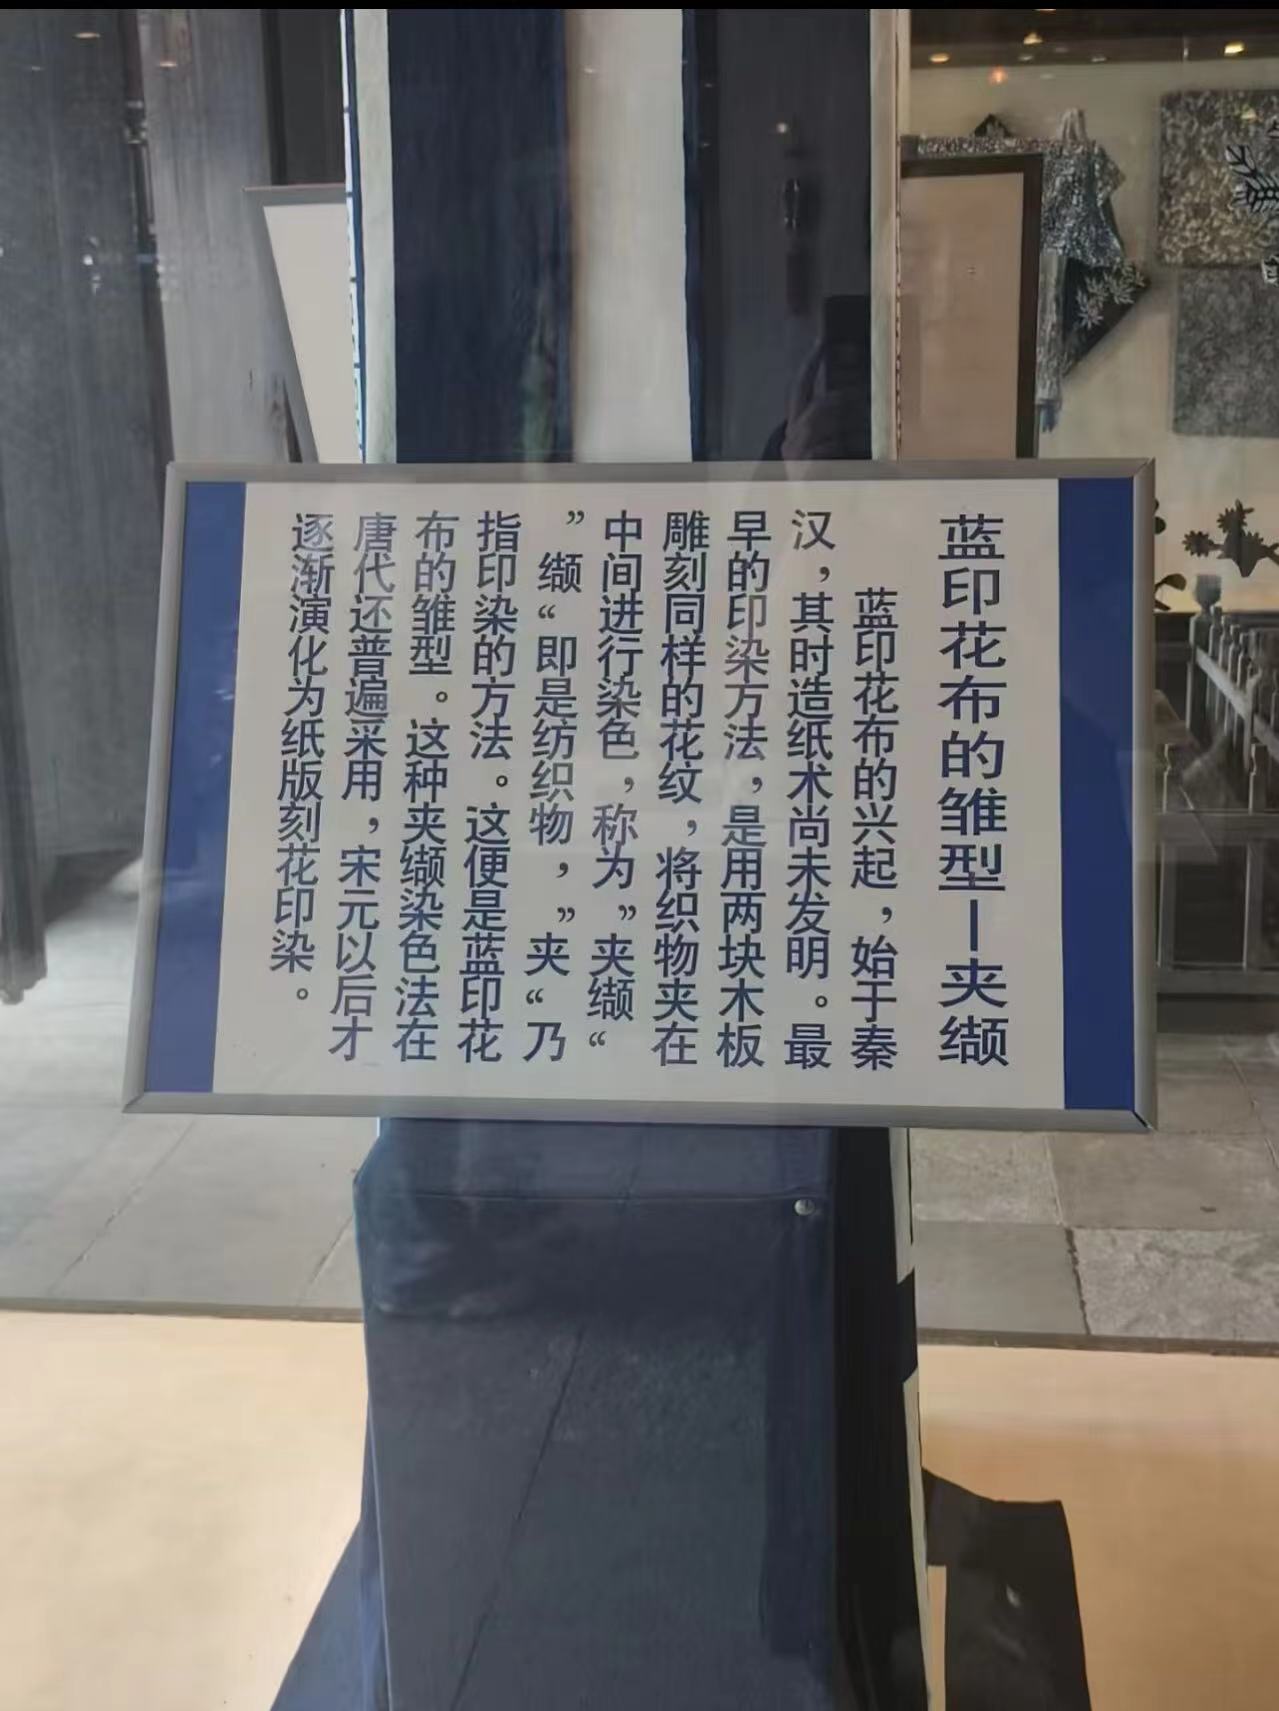 蓝印花布的雏型—夹缬
蓝印花布的兴起，始于秦
汉，其时造纸术尚未发明。最
早的印染方法，是用两块木板
雕刻同样的花纹，将织物夹在
中间进行染色，称为”夹缬“
”缬“即是纺织物，”夹“乃
指印染的方法。这便是蓝印花
布的雏型。这种夹缬染色法在
唐代还普遍采用，宋元以后才
逐渐演化为纸版刻花印染。